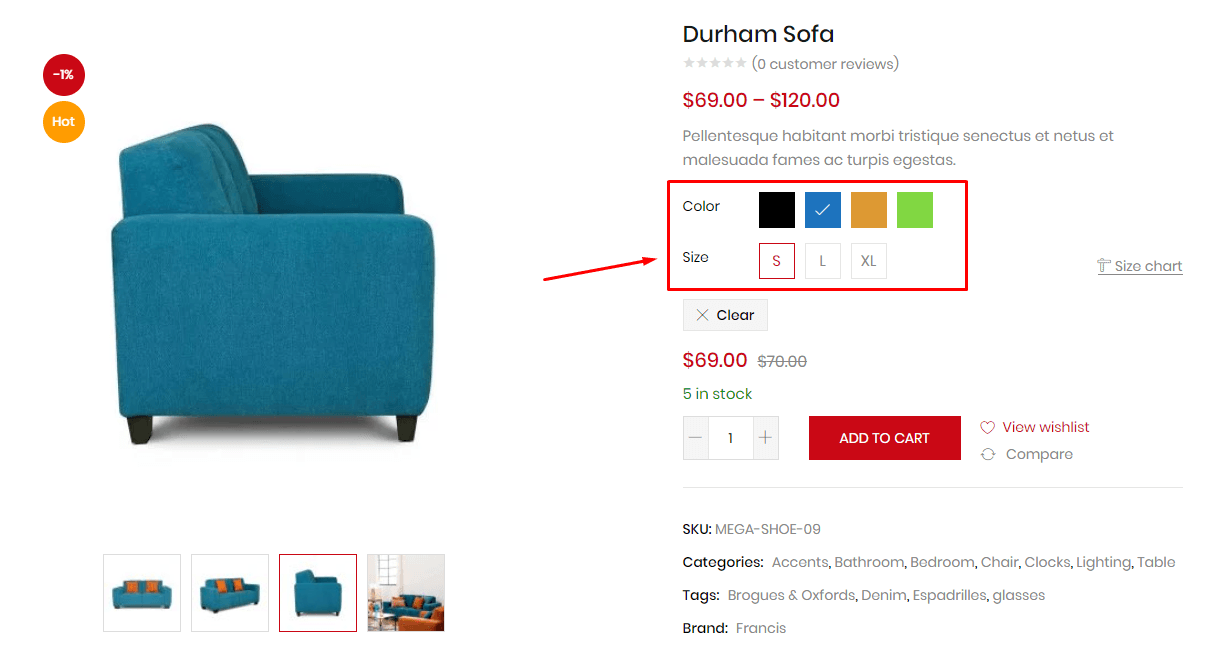 -1%
Hot
Durham Sofa
(0 customer reviews)
$69.00 – $120.00
Pellentesque habitant morbi tristique senectus et netus et
malesuada fames ac turpis egestas.
Color
Size S L XL
Size chart
Clear
$69.00 $70.00
5 in stock
1
ADD TO CART
View wishlist
Compare
SKU: MEGA-SHOE-09
Categories: Accents, Bathroom, Bedroom, Chair, Clocks, Lighting, Table
Tags: Brogues & Oxfords, Denim, Espadrilles, glasses
Brand: Francis